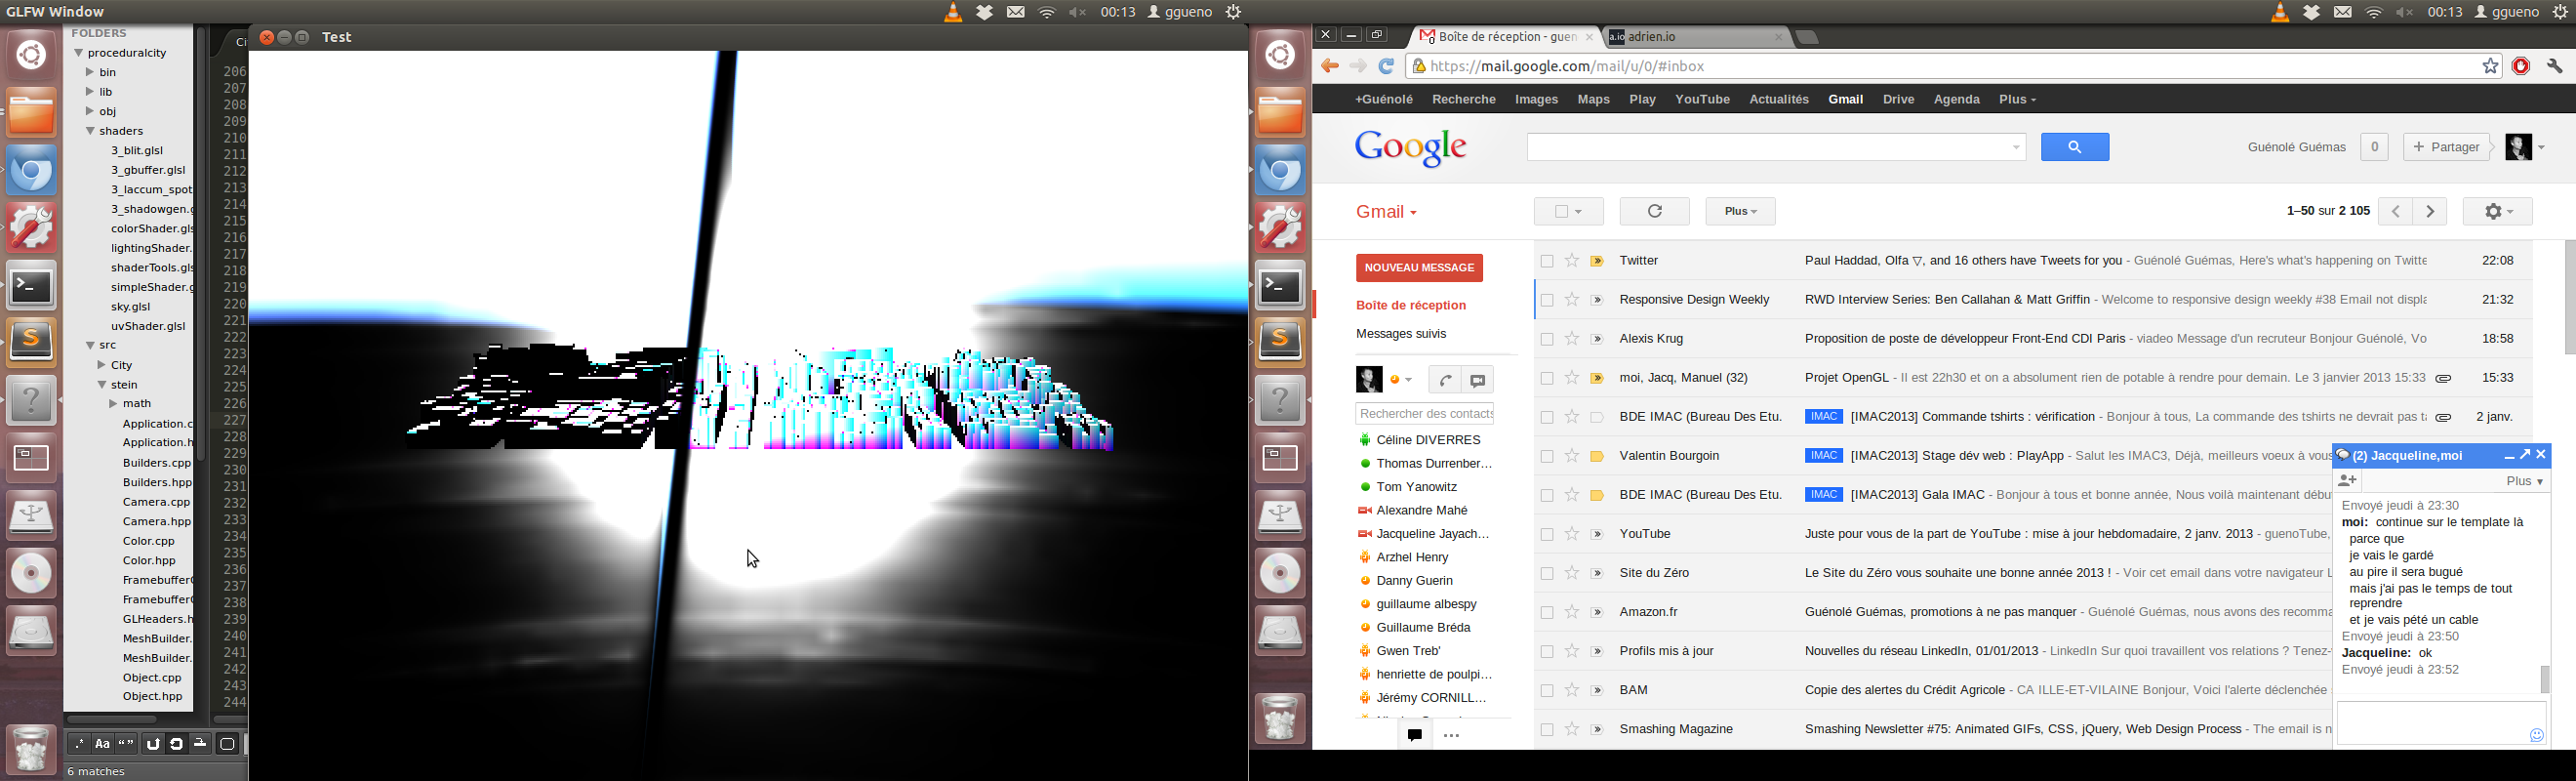 GLFW Window
00:13 ggueno
FOLDERS
proceduralcity
bin
lib
obj
shaders
3_blit.glsl
3_gbuffer.glsl
3_laccum_spot
3_shadowgen.g
colorShader.gls
lightingShader.
shaderTools.gls
simpleShader.g
sky.glsl
uvShader.glsl
src
City
stein
math
Application.c
Application.h
Builders.cpp
Builders.hpp
Camera.cpp
Camera.hpp
Color.cpp
Color.hpp
Framebuffer
Framebuffer
GLHeaders.h
MeshBuilder.
MeshBuilder.
Object.cpp
Object.hpp
.* Aa “”
6 matches
Ci
206
207
208
209
210
211
212
213
214
215
216
217
218
219
220
221
222
223
224
225
226
227
228
229
230
231
232
233
234
235
236
237
238
239
240
241
242
243
244
Test
00:13 ggueno
Boîte de réception - guen
a.io adrien.io
https://mail.google.com/mail/u/0/#inbox
+Guénolé Recherche Images Maps Play YouTube Actualités Gmail Drive Agenda Plus
Google
Guénolé Guémas 0 + Partager
Gmail
Plus
1–50 sur 2 105
NOUVEAU MESSAGE
Boîte de réception
Messages suivis
Rechercher des contacts
Céline DIVERRES
Thomas Durrenber...
Tom Yanowitz
Alexandre Mahé
Jacqueline Jayach...
Arzhel Henry
Danny Guerin
guillaume albespy
Guillaume Bréda
Gwen Treb'
henriette de poulpi...
Jérémy CORNILL...
Twitter Paul Haddad, Olfa ▽, and 16 others have Tweets for you - Guénolé Guémas, Here's what's happening on Twitte 22:08
Responsive Design Weekly RWD Interview Series: Ben Callahan & Matt Griffin - Welcome to responsive design weekly #38 Email not displa 21:32
Alexis Krug Proposition de poste de développeur Front-End CDI Paris - viadeo Message d'un recruteur Bonjour Guénolé, Vo 18:58
moi, Jacq, Manuel (32) Projet OpenGL - Il est 22h30 et on a absolument rien de potable à rendre pour demain. Le 3 janvier 2013 15:33 15:33
BDE IMAC (Bureau Des Etu. IMAC [IMAC2013] Commande tshirts : vérification - Bonjour à tous, La commande des tshirts ne devrait pas ta 2 janv.
Valentin Bourgoin IMAC [IMAC2013] Stage dév web : PlayApp - Salut les IMAC3, Déjà, meilleurs voeux à vous
BDE IMAC (Bureau Des Etu. IMAC [IMAC2013] Gala IMAC - Bonjour à tous et bonne année, Nous voilà maintenant débu
YouTube Juste pour vous de la part de YouTube : mise à jour hebdomadaire, 2 janv. 2013 - guenoTube,
Site du Zéro Le Site du Zéro vous souhaite une bonne année 2013 ! - Voir cet email dans votre navigateur L
Amazon.fr Guénolé Guémas, promotions à ne pas manquer - Guénolé Guémas, nous avons des recomma
Profils mis à jour Nouvelles du réseau LinkedIn, 01/01/2013 - LinkedIn Sur quoi travaillent vos relations ? Tenez-
BAM Copie des alertes du Crédit Agricole - CA ILLE-ET-VILAINE Bonjour, Voici l'alerte déclenchée
Smashing Magazine Smashing Newsletter #75: Animated GIFs, CSS, jQuery, Web Design Process - The email is n
(2) Jacqueline,moi
Plus
Envoyé jeudi à 23:30
moi: continue sur le template là
parce que
je vais le gardé
au pire il sera bugué
mais j'ai pas le temps de tout
reprendre
et je vais pété un cable
Envoyé jeudi à 23:50
Jacqueline: ok
Envoyé jeudi à 23:52